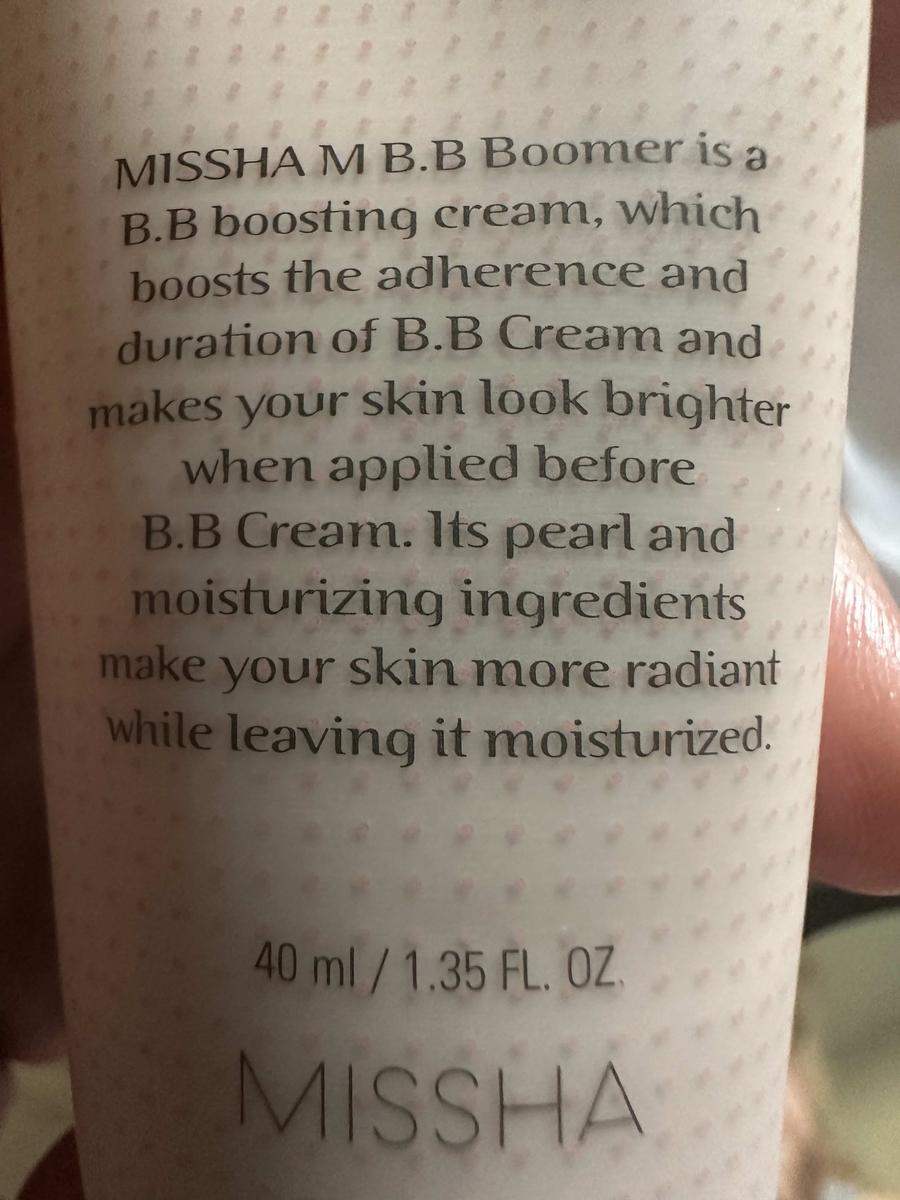 MISSHA M B.B Boomer is a
B.B boosting cream, which
boosts the adherence and
duration of B.B Cream and
makes your skin look brighter
when applied before
B.B Cream. Its pearl and
moisturizing ingredients
make your skin more radiant
while leaving it moisturized.
40 ml / 1.35 FL. OZ.
MISSHA